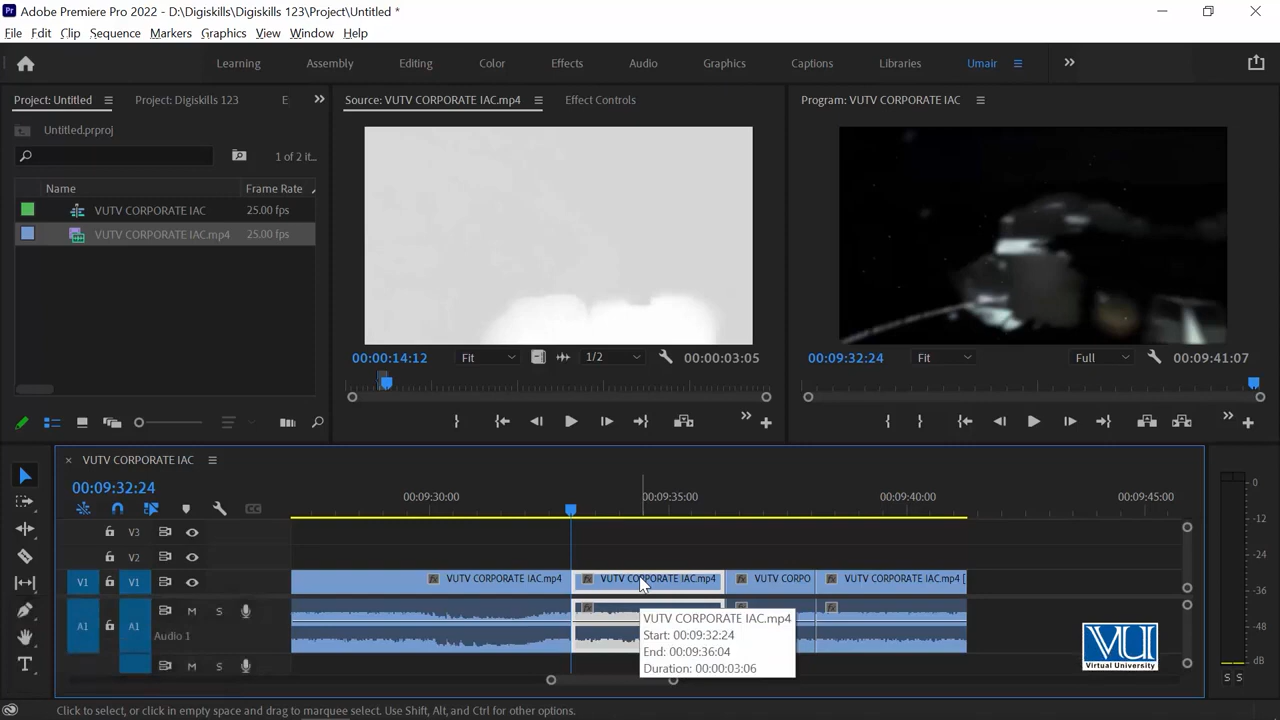 Adobe Premiere Pro 2022 - D:\Digiskills\Digiskills 123\Project\Untitled *
File Edit Clip Sequence Markers Graphics View Window Help
Learning Assembly Editing Color Effects Audio Graphics Captions Libraries Umair
Project: Untitled Project: Digiskills 123 E
Source: VUTV CORPORATE IAC.mp4 Effect Controls
Program: VUTV CORPORATE IAC
Untitled.prproj
1 of 2 it...
Name Frame Rate
VUTV CORPORATE IAC 25.00 fps
VUTV CORPORATE IAC.mp4 25.00 fps
00:00:14:12 Fit 1/2 00:00:03:05
00:09:32:24 Fit Full 00:09:41:07
VUTV CORPORATE IAC
00:09:32:24
00:09:30:00 00:09:35:00 00:09:40:00 00:09:45:00
V3
V2
V1 V1 VUTV CORPORATE IAC.mp4 VUTV CORPORATE IAC.mp4 VUTV CORPO VUTV CORPORATE IAC.mp4 [
A1 A1 M S
Audio 1
M S
VUTV CORPORATE IAC.mp4
Start: 00:09:32:24
End: 00:09:36:04
Duration: 00:00:03:06
0
-12
-24
-36
-48
dB
S S
VU
Virtual University
Click to select, or click in empty space and drag to marquee select. Use Shift, Alt, and Ctrl for other options.